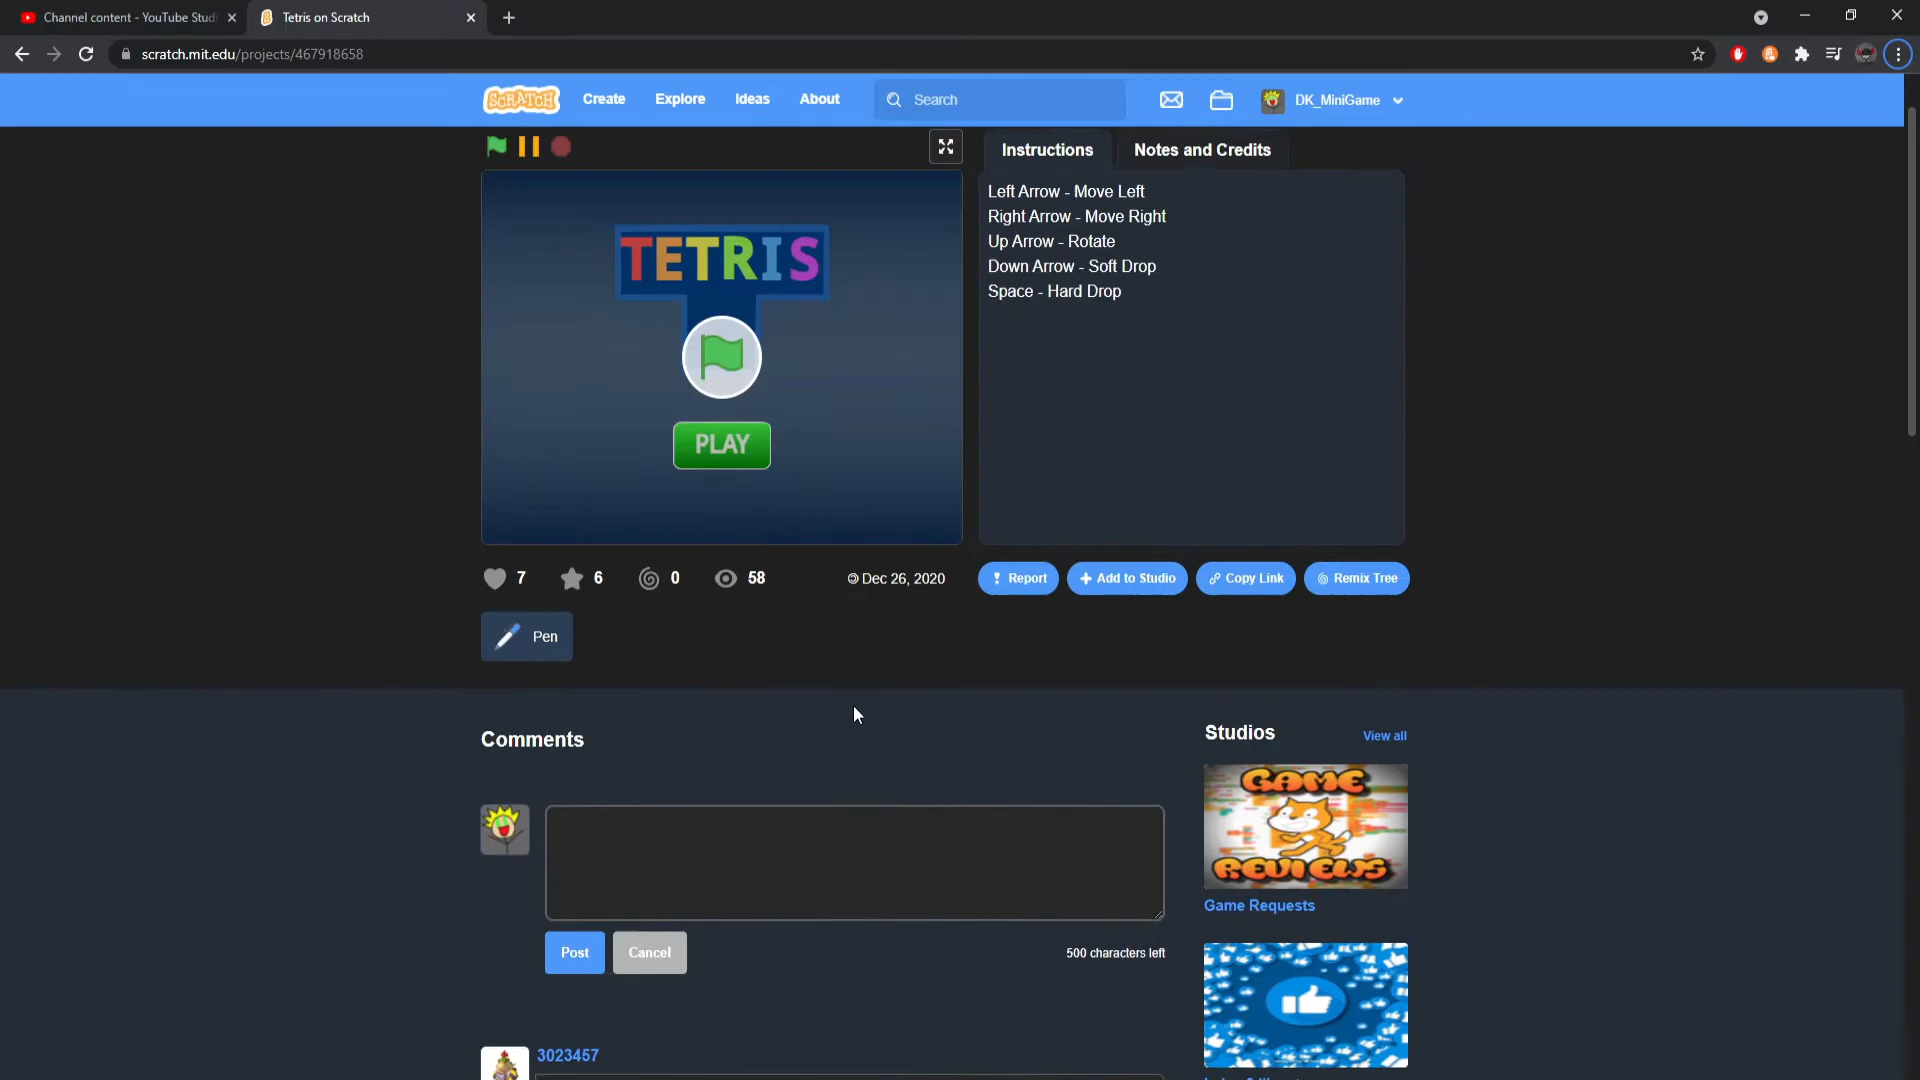 Channel content - YouTube Studi
Tetris on Scratch
scratch.mit.edu/projects/467918658
SCRATCH
Create
Explore
Ideas
About
Search
DK_MiniGame
Instructions
Notes and Credits
TETRIS
PLAY
Left Arrow - Move Left
Right Arrow - Move Right
Up Arrow - Rotate
Down Arrow - Soft Drop
Space - Hard Drop
7
6
0
58
© Dec 26, 2020
Report
Add to Studio
Copy Link
Remix Tree
Pen
Comments
Studios
View all
GAME
REVIEWS
Game Requests
Post
Cancel
500 characters left
3023457